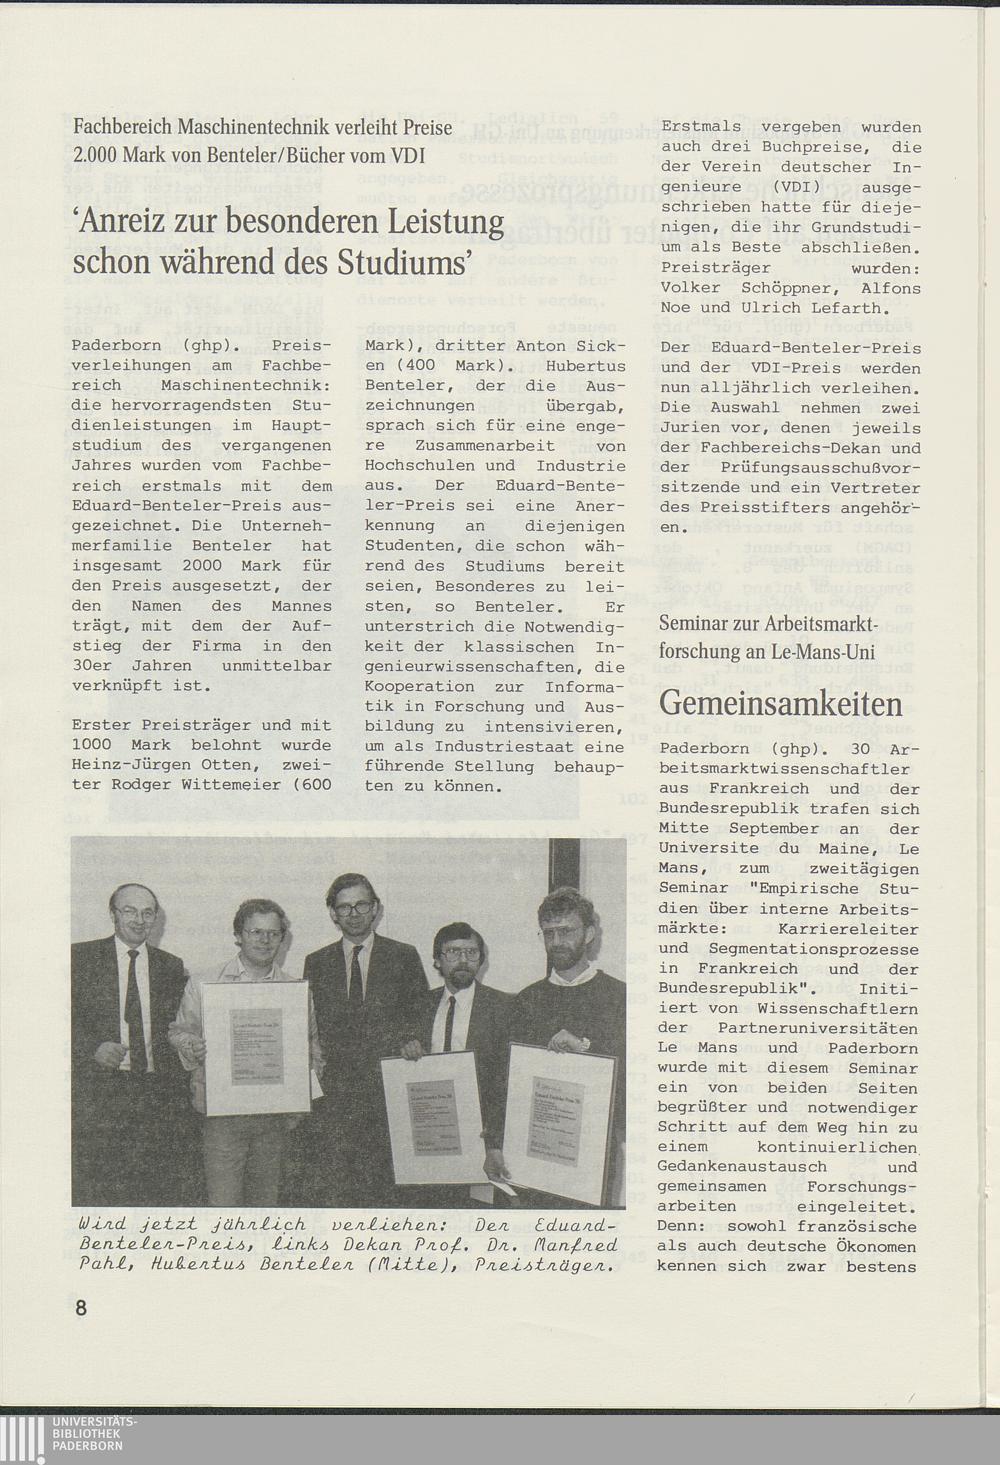 Fachbereich Maschinentechnik verleiht Preise
2.000 Mark von Benteler/Bücher vom VDI
‘Anreiz zur besonderen Leistung
schon während des Studiums’
Paderborn (ghp). Preis-
verleihungen am Fachbe-
reich Maschinentechnik:
die hervorragendsten Stu-
dienleistungen im Haupt-
studium des vergangenen
Jahres wurden vom Fachbe-
reich erstmals mit dem
Eduard-Benteler-Preis aus-
gezeichnet. Die Unterneh-
merfamilie Benteler hat
insgesamt 2000 Mark für
den Preis ausgesetzt, der
den Namen des Mannes
trägt, mit dem der Auf-
stieg der Firma in den
30er Jahren unmittelbar
verknüpft ist.
Erster Preisträger und mit
1000 Mark belohnt wurde
Heinz-Jürgen Otten, zwei-
ter Rodger Wittemeier (600
Mark), dritter Anton Sick-
en (400 Mark). Hubertus
Benteler, der die Aus-
zeichnungen übergab,
sprach sich für eine enge-
re Zusammenarbeit von
Hochschulen und Industrie
aus. Der Eduard-Bente-
ler-Preis sei eine Aner-
kennung an diejenigen
Studenten, die schon wäh-
rend des Studiums bereit
seien, Besonderes zu lei-
sten, so Benteler. Er
unterstrich die Notwendig-
keit der klassischen In-
genieurwissenschaften, die
Kooperation zur Informa-
tik in Forschung und Aus-
bildung zu intensivieren,
um als Industriestaat eine
führende Stellung behaup-
ten zu können.
Wird jetzt jährlich verliehen: Der Eduard-
Benteler-Preis, links Dekan Prof. Dr. Manfred
Pahl, Hubertus Benteler (Mitte), Preisträger.
Erstmals vergeben wurden
auch drei Buchpreise, die
der Verein deutscher In-
genieure (VDI) ausge-
schrieben hatte für dieje-
nigen, die ihr Grundstudi-
um als Beste abschließen.
Preisträger wurden:
Volker Schöppner, Alfons
Noe und Ulrich Lefarth.
Der Eduard-Benteler-Preis
und der VDI-Preis werden
nun alljährlich verliehen.
Die Auswahl nehmen zwei
Jurien vor, denen jeweils
der Fachbereichs-Dekan und
der Prüfungsausschußvor-
sitzende und ein Vertreter
des Preisstifters angehör-
en.
Seminar zur Arbeitsmarkt-
forschung an Le-Mans-Uni
Gemeinsamkeiten
Paderborn (ghp). 30 Ar-
beitsmarktwissenschaftler
aus Frankreich und der
Bundesrepublik trafen sich
Mitte September an der
Universite du Maine, Le
Mans, zum zweitägigen
Seminar "Empirische Stu-
dien über interne Arbeits-
märkte: Karriereleiter
und Segmentationsprozesse
in Frankreich und der
Bundesrepublik". Initi-
iert von Wissenschaftlern
der Partneruniversitäten
Le Mans und Paderborn
wurde mit diesem Seminar
ein von beiden Seiten
begrüßter und notwendiger
Schritt auf dem Weg hin zu
einem kontinuierlichen
Gedankenaustausch und
gemeinsamen Forschungs-
arbeiten eingeleitet.
Denn: sowohl französische
als auch deutsche Ökonomen
kennen sich zwar bestens
8
UNIVERSITÄTS-
BIBLIOTHEK
PADERBORN